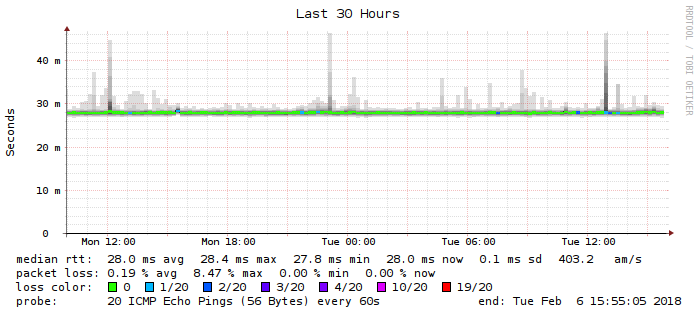 Last 30 Hours
RRDTOOL / TOBI OETIKER
Seconds
40 m
30 m
20 m
10 m
0
Mon 12:00 Mon 18:00 Tue 00:00 Tue 06:00 Tue 12:00
median rtt: 28.0 ms avg 28.4 ms max 27.8 ms min 28.0 ms now 0.1 ms sd 403.2 am/s
packet loss: 0.19 % avg 8.47 % max 0.00 % min 0.00 % now
loss color: 0 1/20 2/20 3/20 4/20 10/20 19/20
probe: 20 ICMP Echo Pings (56 Bytes) every 60s end: Tue Feb 6 15:55:05 2018